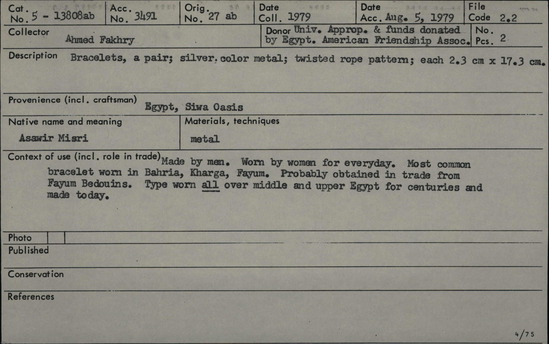 Cat. No. 5 - 13808ab
Acc. No. 3491
Orig. No. 27 ab
Date Coll. 1979
Date Acc. Aug. 5, 1979
File Code 2.2
Collector Ahmed Fakhry
Donor Univ. Approp. & funds donated by Egypt. American Friendship Assoc.
No. Pcs. 2
Description Bracelets, a pair; silver color metal; twisted rope pattern; each 2.3 cm x 17.3 cm.
Provenience (incl. craftsman)
Egypt, Siwa Oasis
Native name and meaning
Asawir Misri
Materials, techniques
metal
Context of use (incl. role in trade) Made by men. Worn by women for everyday. Most common
bracelet worn in Bahria, Kharga, Fayum. Probably obtained in trade from
Fayum Bedouins. Type worn all over middle and upper Egypt for centuries and
made today.
Photo
Published
Conservation
References
4/75